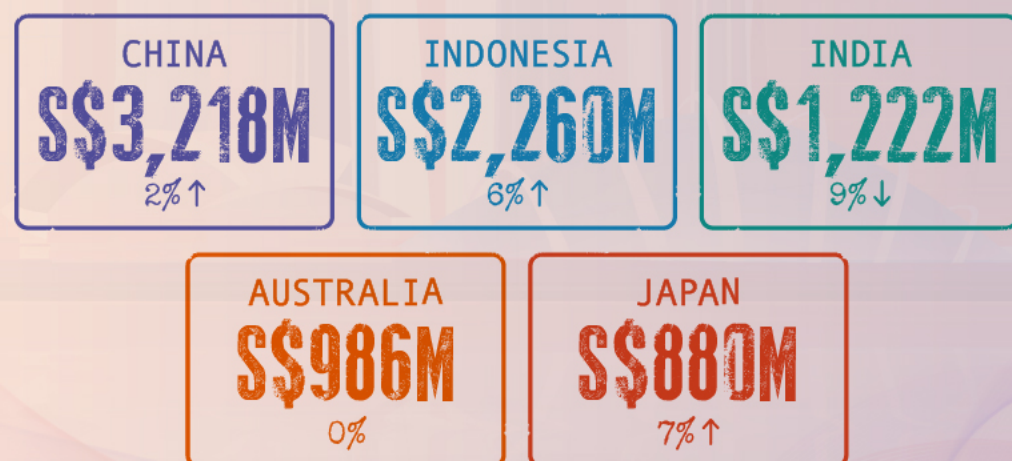 CHINA
S$3,218M
2%↑
INDONESIA
S$2,260M
6%↑
INDIA
S$1,222M
9%↓
AUSTRALIA
S$986M
0%
JAPAN
S$880M
7%↑